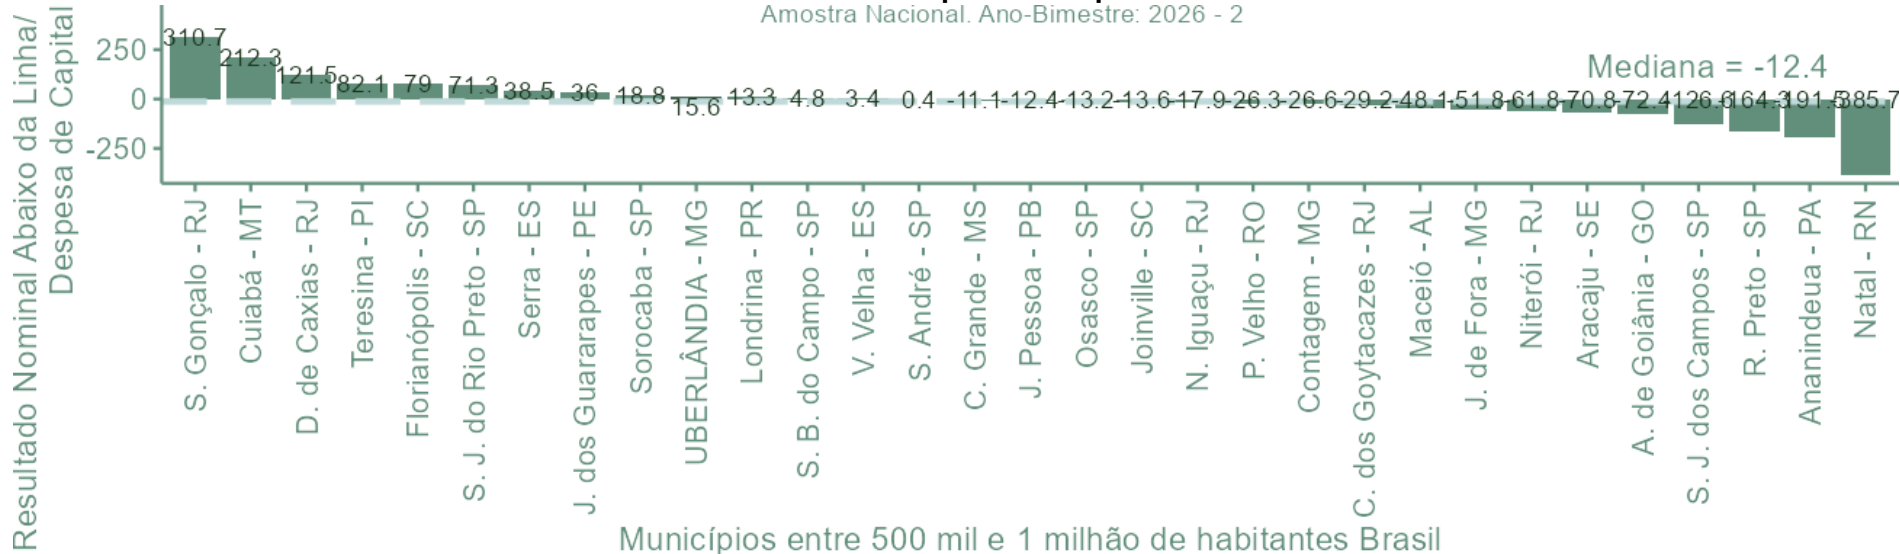 Amostra Nacional. Ano-Bimestre: 2026 - 2
Resultado Nominal Abaixo da Linha/
Despesa de Capital
250
0
-250
Mediana = -12.4
310.7
212.3
121.5
82.1
79
71.3
38.5
36
18.8
15.6
13.3
4.8
3.4
0.4
-11.1
-12.4
-13.2
-13.6
-17.9
-26.3
-26.6
-29.2
-48.1
-51.8
-61.8
-70.8
-72.4
-126.6
-164.3
-191.5
-385.7
S. Gonçalo - RJ
Cuiabá - MT
D. de Caxias - RJ
Teresina - PI
Florianópolis - SC
S. J. do Rio Preto - SP
Serra - ES
J. dos Guararapes - PE
Sorocaba - SP
UBERLÂNDIA - MG
Londrina - PR
S. B. do Campo - SP
V. Velha - ES
S. André - SP
C. Grande - MS
J. Pessoa - PB
Osasco - SP
Joinville - SC
N. Iguaçu - RJ
P. Velho - RO
Contagem - MG
C. dos Goytacazes - RJ
Maceió - AL
J. de Fora - MG
Niterói - RJ
Aracaju - SE
A. de Goiânia - GO
S. J. dos Campos - SP
R. Preto - SP
Ananindeua - PA
Natal - RN
Municípios entre 500 mil e 1 milhão de habitantes Brasil